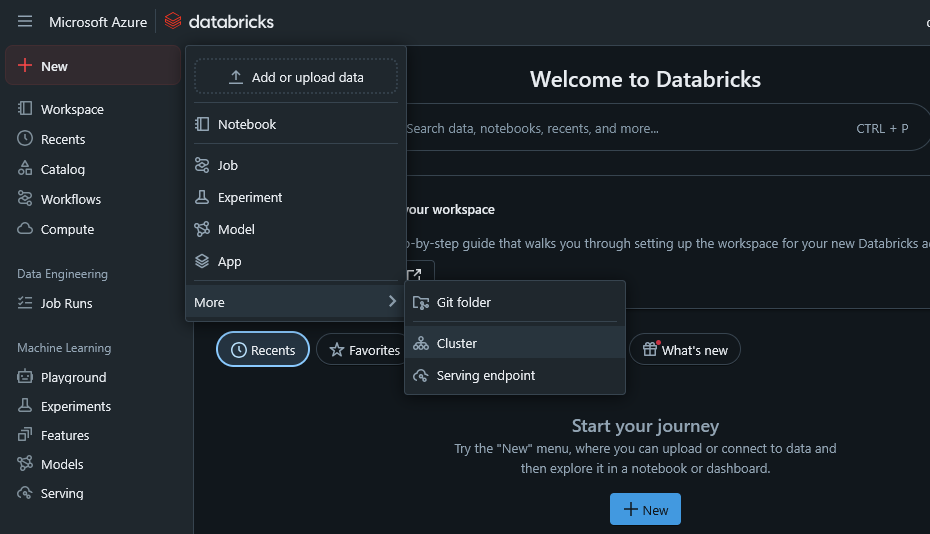 Microsoft Azure databricks
New
Workspace
Recents
Catalog
Workflows
Compute
Data Engineering
Job Runs
Machine Learning
Playground
Experiments
Features
Models
Serving
Add or upload data
Notebook
Job
Experiment
Model
App
More
Git folder
Cluster
Serving endpoint
Welcome to Databricks
Search data, notebooks, recents, and more... CTRL + P
your workspace
-by-step guide that walks you through setting up the workspace for your new Databricks
Recents
Favorites
What's new
Start your journey
Try the "New" menu, where you can upload or connect to data and
then explore it in a notebook or dashboard.
New